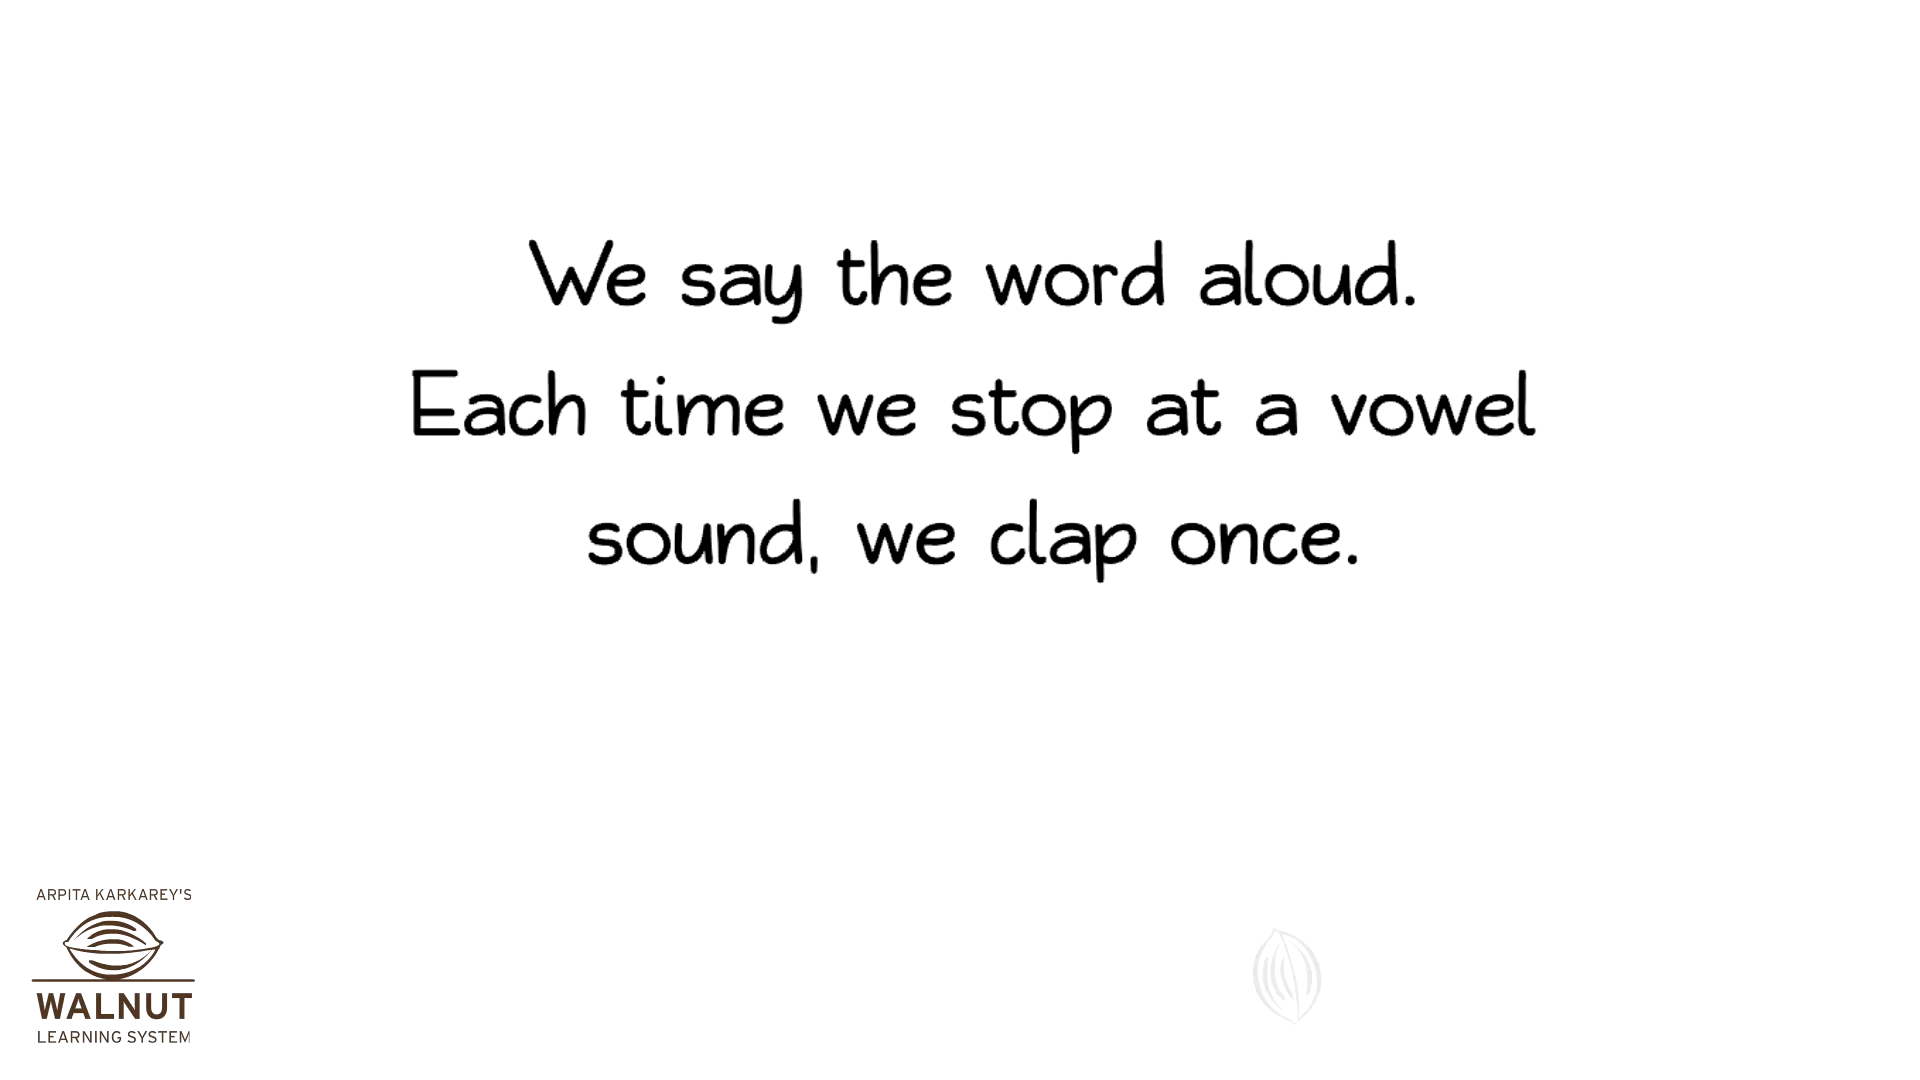 We say the word aloud.
Each time we stop at a vowel
sound, we clap once.
ARPITA KARKAREY'S
WALNUT
LEARNING SYSTEM